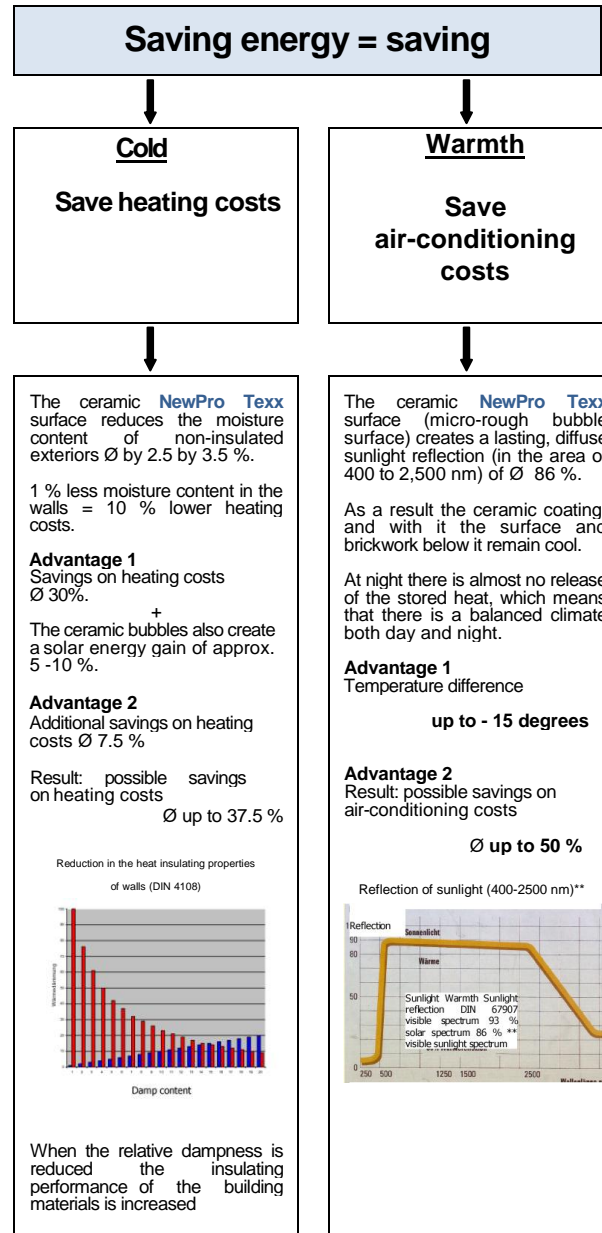 Saving energy = saving
Cold
Save heating costs
The ceramic NewPro Texx
surface reduces the moisture
content of non-insulated
exteriors Ø by 2.5 by 3.5 %.
1 % less moisture content in the
walls = 10 % lower heating
costs.
Advantage 1
Savings on heating costs
Ø 30%.
+
The ceramic bubbles also create
a solar energy gain of approx.
5 -10 %.
Advantage 2
Additional savings on heating
costs Ø 7.5 %
Result: possible savings
on heating costs
Ø up to 37.5 %
Reduction in the heat insulating properties
of walls (DIN 4108)
Wärmedämmung
Damp content
When the relative dampness is
reduced the insulating
performance of the building
materials is increased
Warmth
Save
air-conditioning
costs
The ceramic NewPro Texx
surface (micro-rough bubble
surface) creates a lasting, diffuse
sunlight reflection (in the area of
400 to 2,500 nm) of Ø 86 %.
As a result the ceramic coating,
and with it the surface and
brickwork below it remain cool.
At night there is almost no release
of the stored heat, which means
that there is a balanced climate
both day and night.
Advantage 1
Temperature difference
up to - 15 degrees
Advantage 2
Result: possible savings on
air-conditioning costs
Ø up to 50 %
Reflection of sunlight (400-2500 nm)**
Reflection
Sonnenlicht
90
80
Wärme
50
Sunlight Warmth Sunlight
reflection DIN 67907
visible spectrum 93 %
solar spectrum 86 % **
visible sunlight spectrum
0
250 500 1250 1500 2500